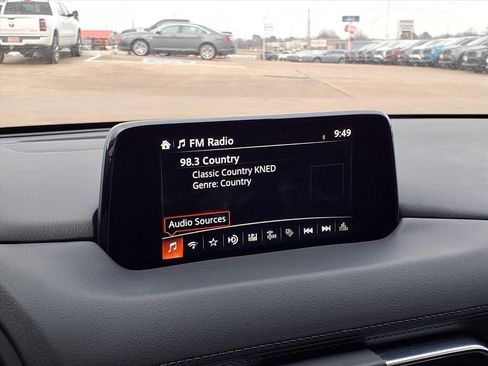 FM Radio
9:49
98.3 Country
Classic Country KNED
Genre: Country
Audio Sources